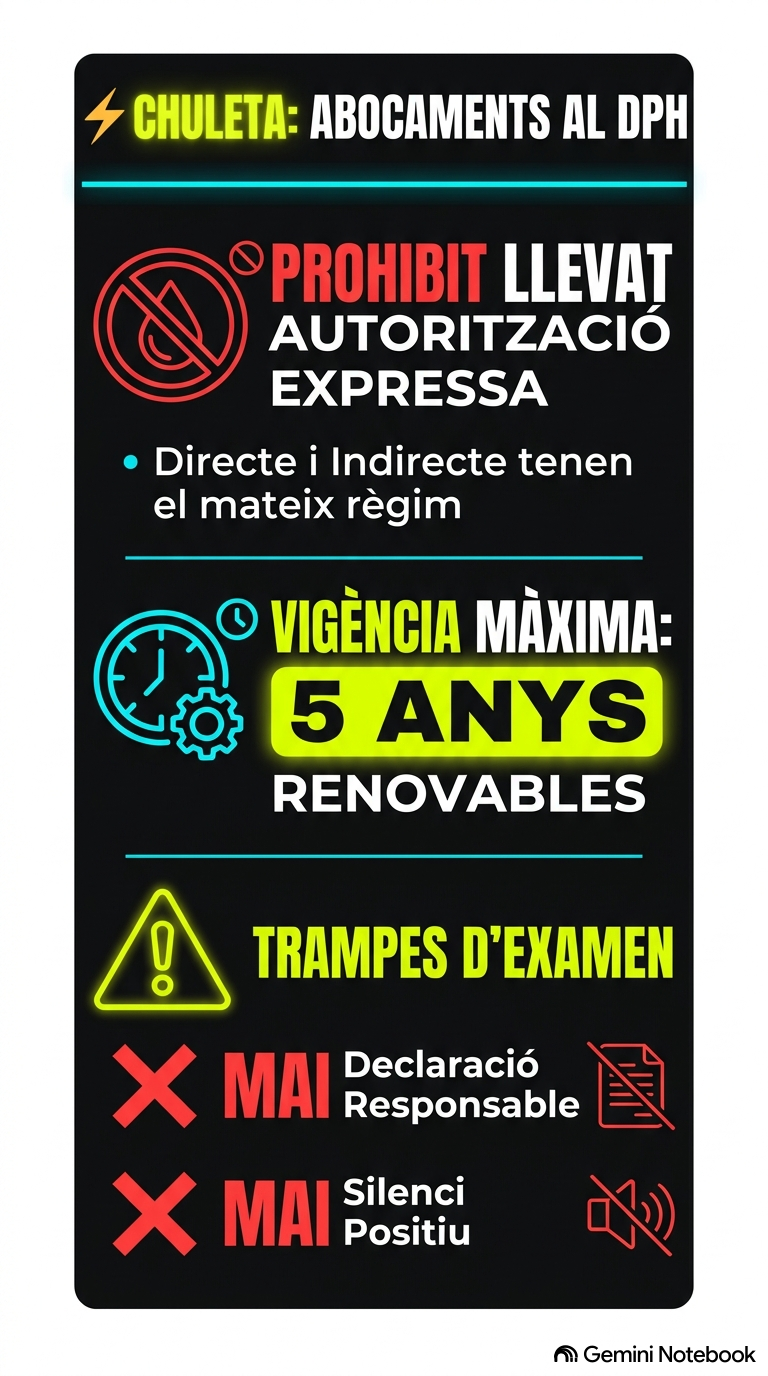 ⚡CHULETA: ABOCAMENTS AL DPH
PROHIBIT LLEVAT
AUTORITZACIÓ
EXPRESSA
• Directe i Indirecte tenen
el mateix règim
VIGÈNCIA MÀXIMA:
5 ANYS
RENOVABLES
TRAMPES D'EXAMEN
MAI Declaració
Responsable
MAI Silenci
Positiu
Gemini Notebook